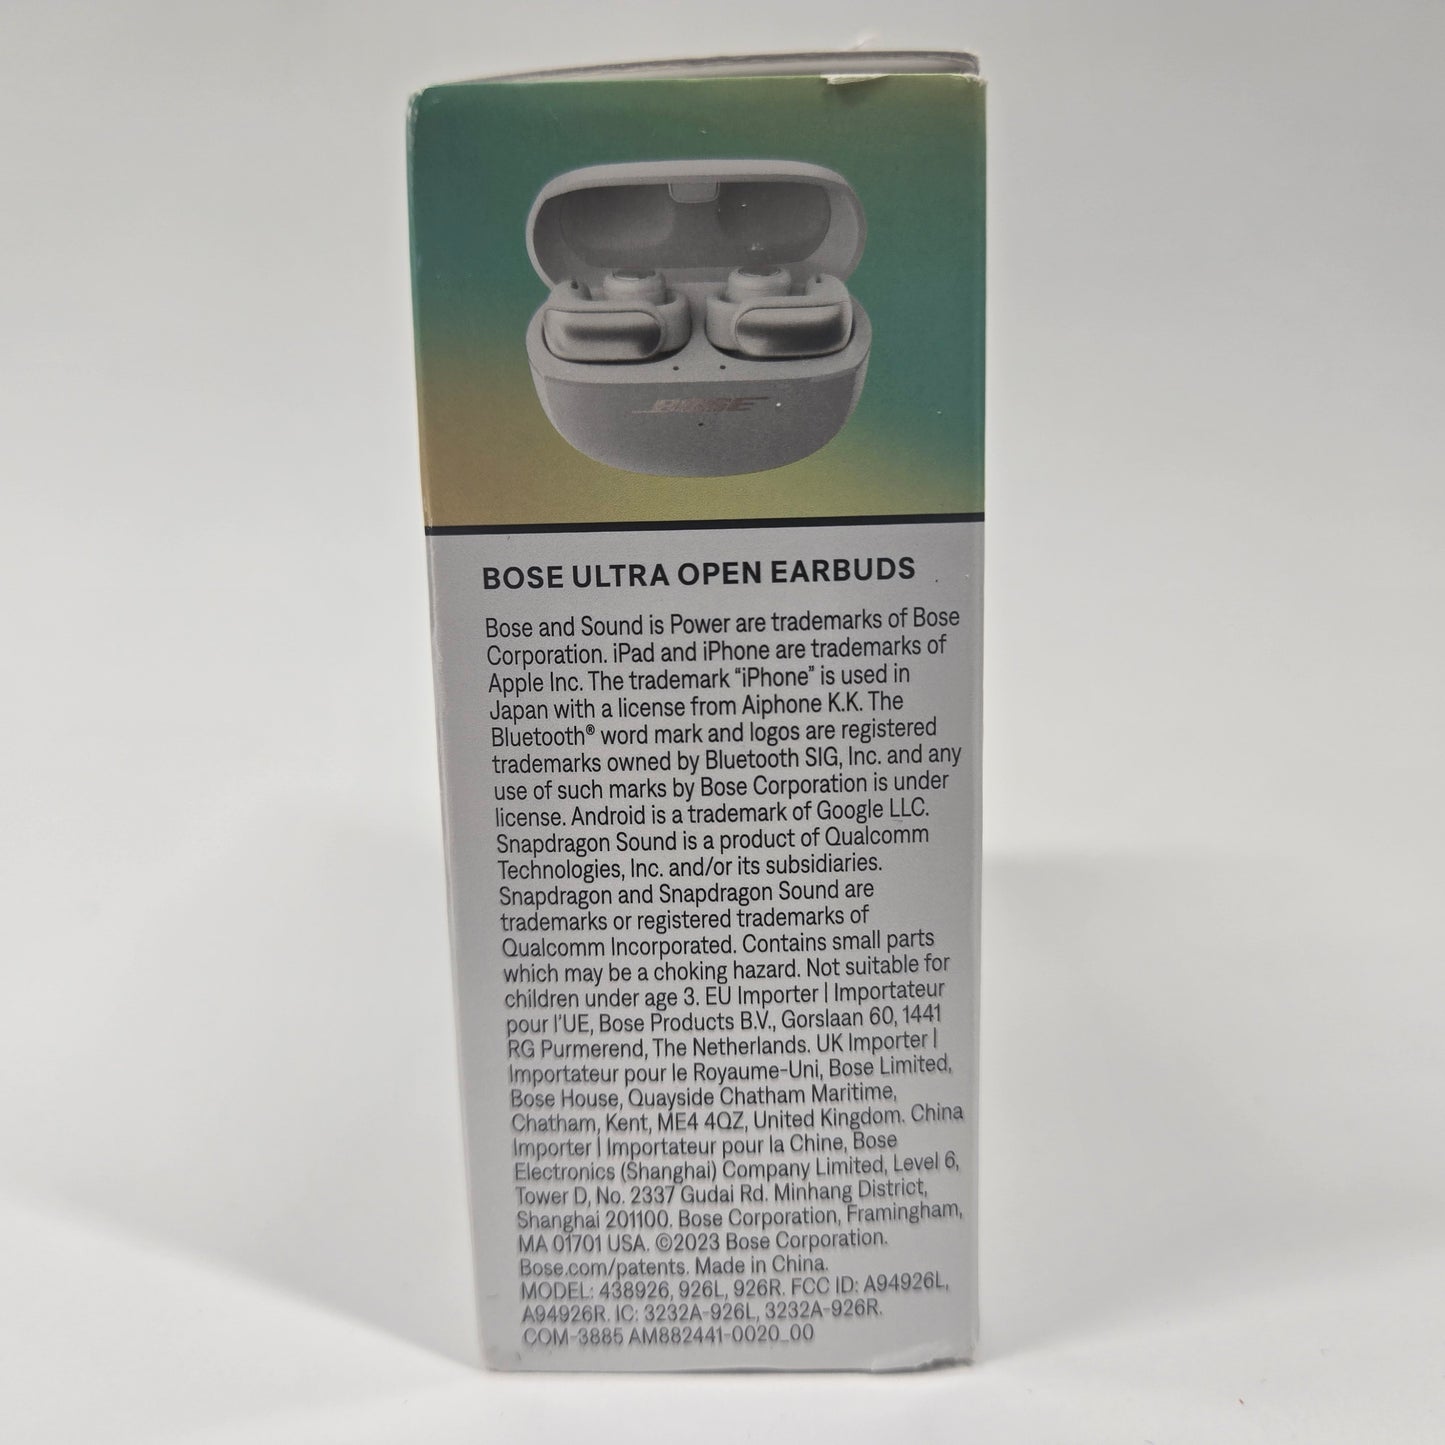 BOSE
BOSE ULTRA OPEN EARBUDS
Bose and Sound is Power are trademarks of Bose
Corporation. iPad and iPhone are trademarks of
Apple Inc. The trademark “iPhone” is used in
Japan with a license from Aiphone K.K. The
Bluetooth® word mark and logos are registered
trademarks owned by Bluetooth SIG, Inc. and any
use of such marks by Bose Corporation is under
license. Android is a trademark of Google LLC.
Snapdragon Sound is a product of Qualcomm
Technologies, Inc. and/or its subsidiaries.
Snapdragon and Snapdragon Sound are
trademarks or registered trademarks of
Qualcomm Incorporated. Contains small parts
which may be a choking hazard. Not suitable for
children under age 3. EU Importer | Importateur
pour l’UE, Bose Products B.V., Gorslaan 60, 1441
RG Purmerend, The Netherlands. UK Importer |
Importateur pour le Royaume-Uni, Bose Limited,
Bose House, Quayside Chatham Maritime,
Chatham, Kent, ME4 4QZ, United Kingdom. China
Importer | Importateur pour la Chine, Bose
Electronics (Shanghai) Company Limited, Level 6,
Tower D, No. 2337 Gudai Rd. Minhang District,
Shanghai 201100. Bose Corporation, Framingham,
MA 01701 USA. ©2023 Bose Corporation.
Bose.com/patents. Made in China.
MODEL: 438926, 926L, 926R. FCC ID: A94926L,
A94926R. IC: 3232A-926L, 3232A-926R.
COM-3885 AM882441-0020_00